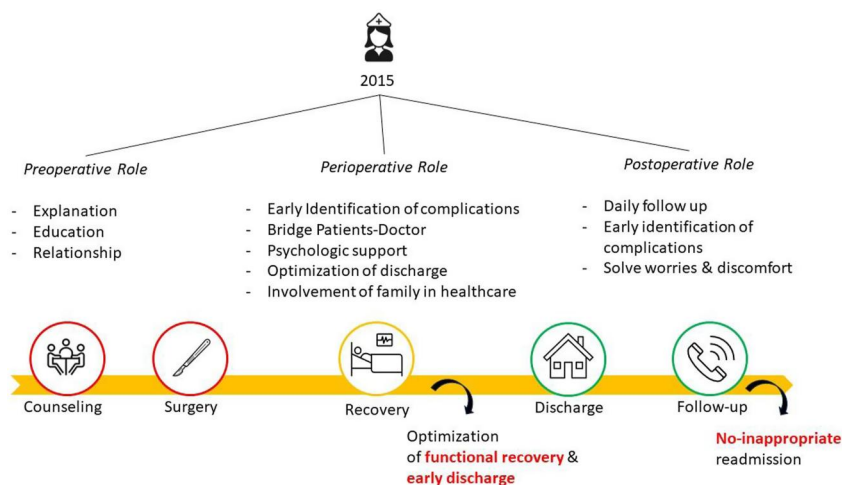 2015
Preoperative Role
- Explanation
- Education
- Relationship
Perioperative Role
- Early Identification of complications
- Bridge Patients-Doctor
- Psychologic support
- Optimization of discharge
- Involvement of family in healthcare
Postoperative Role
- Daily follow up
- Early identification of
complications
- Solve worries & discomfort
Counseling
Surgery
Recovery
Discharge
Follow-up
Optimization
of functional recovery &
early discharge
No-inappropriate
readmission